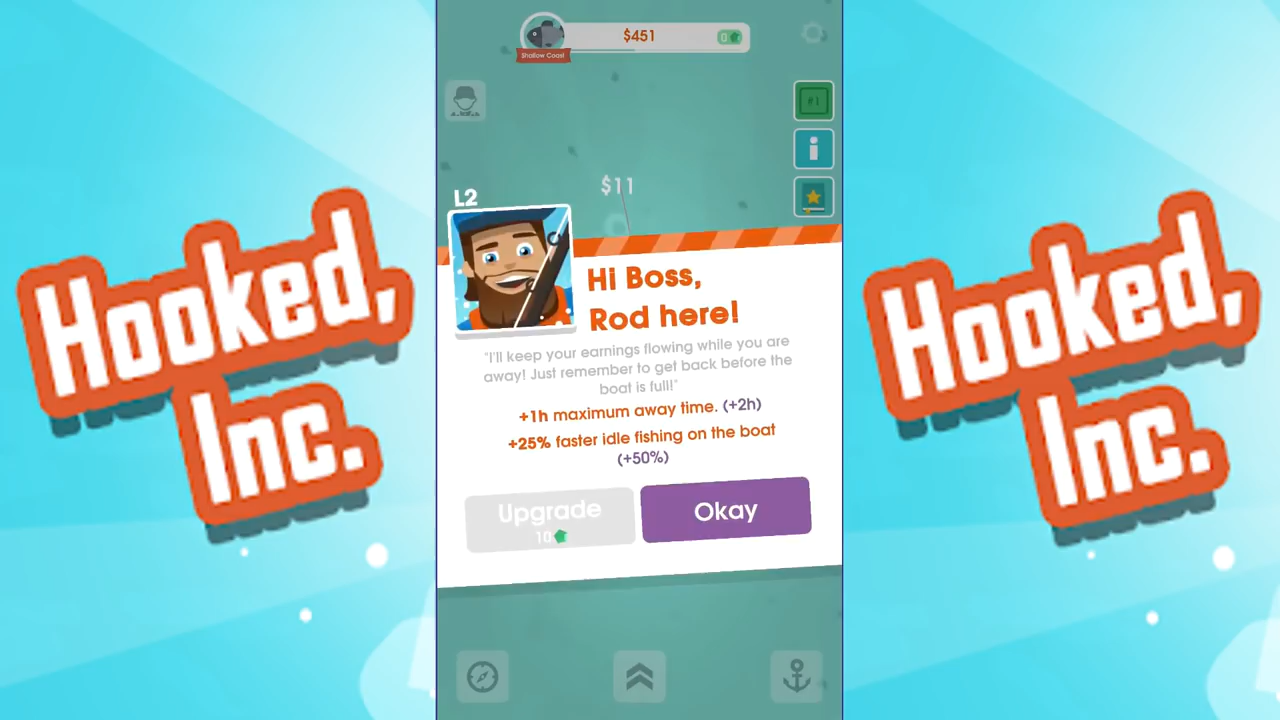 Hooked,
Inc.
$451
0
Shallow Coast
#1
$11
L2
Hi Boss,
Rod here!
"I'll keep your earnings flowing while you are
away! Just remember to get back before the
boat is full!"
+1h maximum away time. (+2h)
+25% faster idle fishing on the boat
(+50%)
Upgrade
10
Okay
Hooked,
Inc.